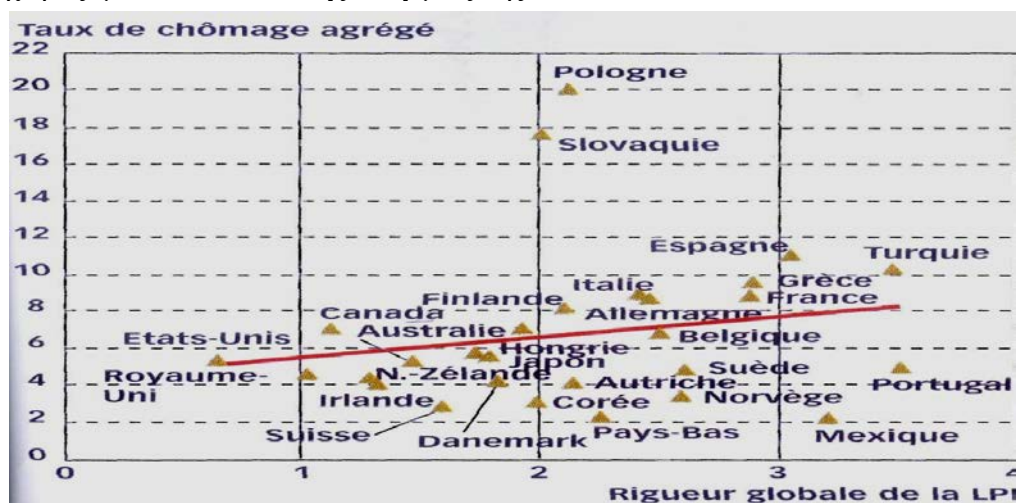 Taux de chômage agrégé
22
20
18
16
14
12
10
8
6
4
2
0
Pologne
Slovaquie
Espagne
Turquie
Italie
Grèce
Finlande
France
Canada
Allemagne
Australie
Etats-Unis
Hongrie
Belgique
Japon
Royaume-
Uni
N.-Zélande
Suède
Autriche
Portugal
Irlande
Corée
Norvège
Suisse
Danemark
Pays-Bas
Mexique
0 1 2 3 4
Rigueur globale de la